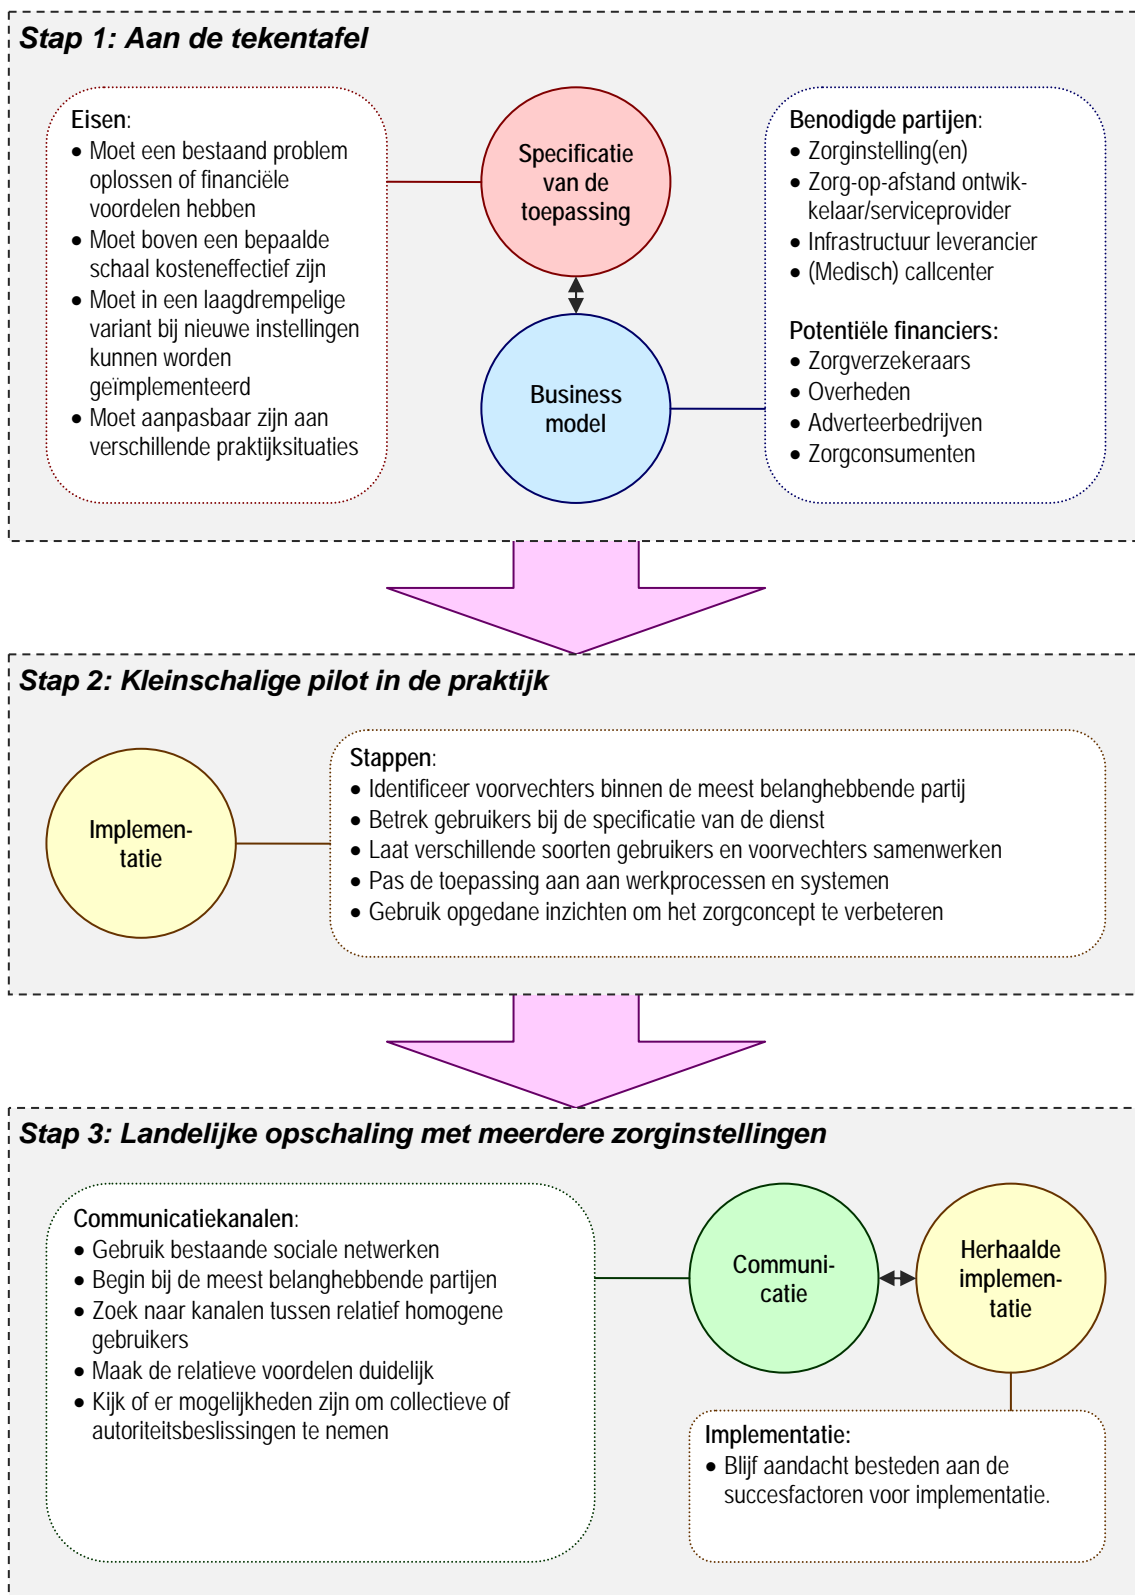 Stap 1: Aan de tekentafel
Eisen:
• Moet een bestaand problem
oplossen of financiële
voordelen hebben
• Moet boven een bepaalde
schaal kosteneffectief zijn
• Moet in een laagdrempelige
variant bij nieuwe instellingen
kunnen worden
geïmplementeerd
• Moet aanpasbaar zijn aan
verschillende praktijksituaties
Specificatie
van de
toepassing
Business
model
Benodigde partijen:
• Zorginstelling(en)
• Zorg-op-afstand ontwik-
kelaar/serviceprovider
• Infrastructuur leverancier
• (Medisch) callcenter
Potentiële financiers:
• Zorgverzekeraars
• Overheden
• Adverteerbedrijven
• Zorgconsumenten
Stap 2: Kleinschalige pilot in de praktijk
Implemen-
tatie
Stappen:
• Identificeer voorvechters binnen de meest belanghebbende partij
• Betrek gebruikers bij de specificatie van de dienst
• Laat verschillende soorten gebruikers en voorvechters samenwerken
• Pas de toepassing aan aan werkprocessen en systemen
• Gebruik opgedane inzichten om het zorgconcept te verbeteren
Stap 3: Landelijke opschaling met meerdere zorginstellingen
Communicatiekanalen:
• Gebruik bestaande sociale netwerken
• Begin bij de meest belanghebbende partijen
• Zoek naar kanalen tussen relatief homogene
gebruikers
• Maak de relatieve voordelen duidelijk
• Kijk of er mogelijkheden zijn om collectieve of
autoriteitsbeslissingen te nemen
Communi-
catie
Herhaalde
implemen-
tatie
Implementatie:
• Blijf aandacht besteden aan de
succesfactoren voor implementatie.